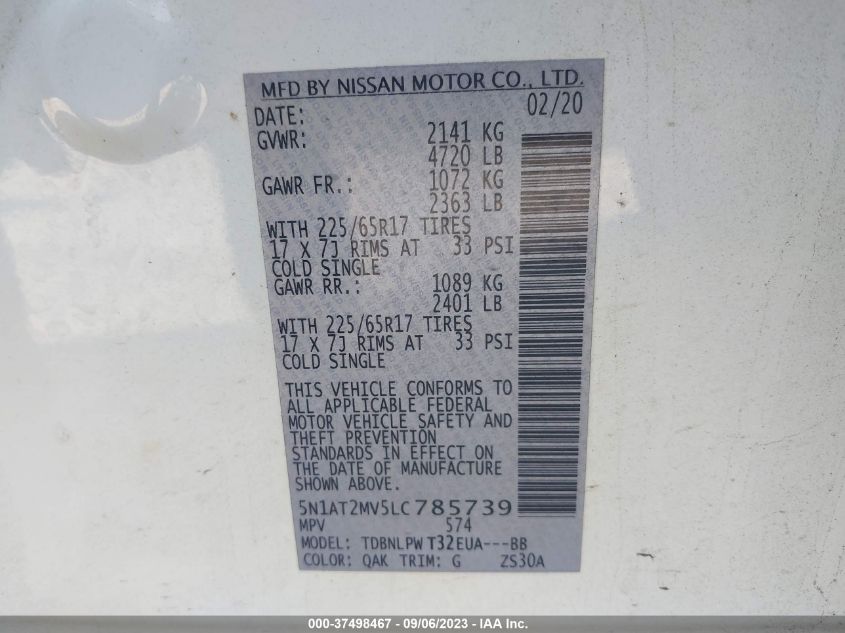 MFD BY NISSAN MOTOR CO., LTD.
DATE: 02/20
GVWR: 2141 KG
4720 LB
GAWR FR.: 1072 KG
2363 LB
WITH 225/65R17 TIRES
17 X 7J RIMS AT 33 PSI
COLD SINGLE
GAWR RR.: 1089 KG
2401 LB
WITH 225/65R17 TIRES
17 X 7J RIMS AT 33 PSI
COLD SINGLE
THIS VEHICLE CONFORMS TO
ALL APPLICABLE FEDERAL
MOTOR VEHICLE SAFETY AND
THEFT PREVENTION
STANDARDS IN EFFECT ON
THE DATE OF MANUFACTURE
SHOWN ABOVE.
5N1AT2MV5LC785739
MPV 574
MODEL: TDBNLPW T32EUA---BB
COLOR: QAK TRIM: G ZS30A
000-37498467 - 09/06/2023 - IAA Inc.